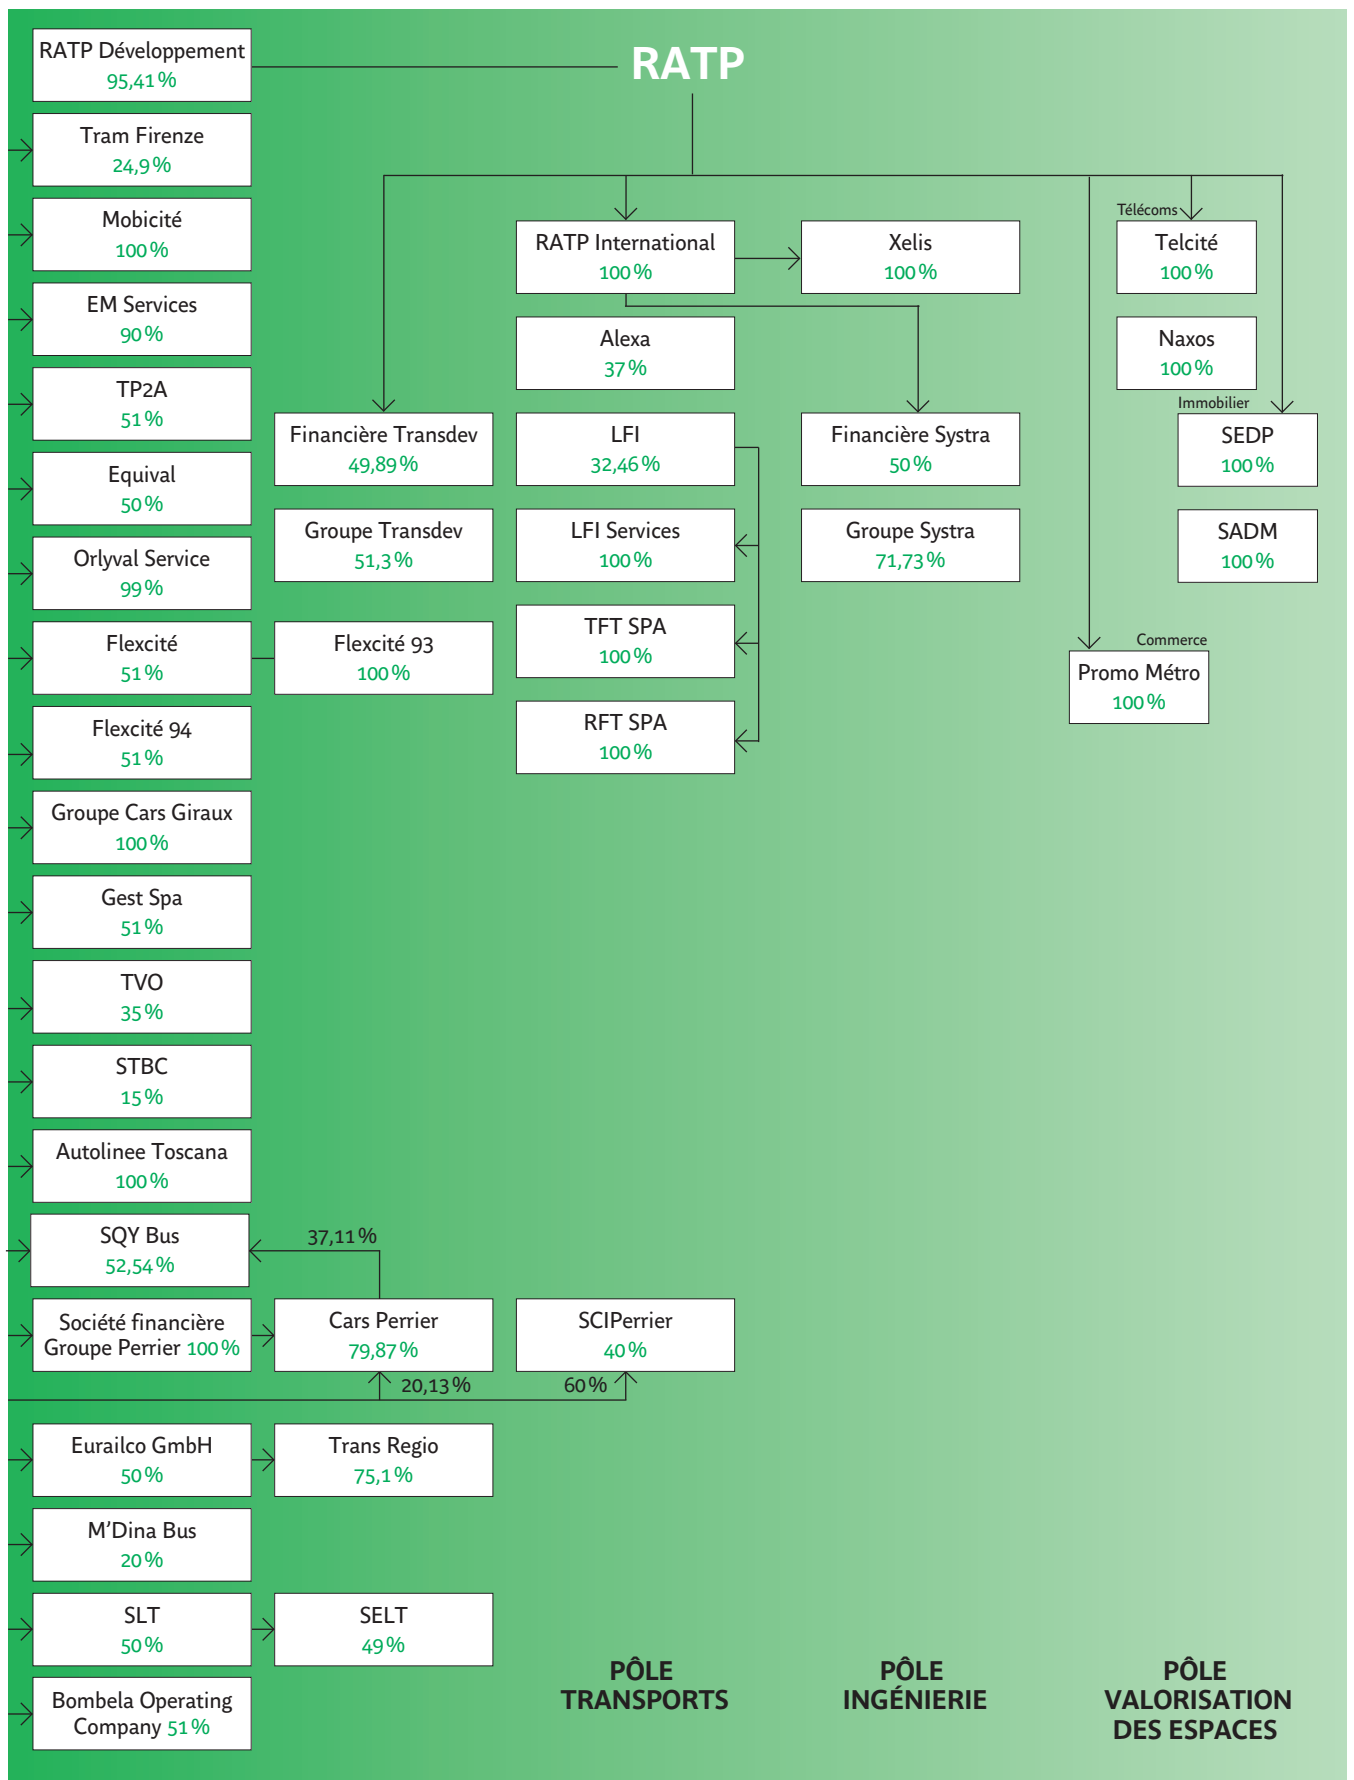 RATP Développement
95,41 %
RATP
Tram Firenze
24,9 %
Mobicité
100 %
EM Services
90 %
TP2A
51 %
Equival
50 %
Orlyval Service
99 %
Flexcité
51 %
Flexcité 93
100 %
Flexcité 94
51 %
Groupe Cars Giraux
100 %
Gest Spa
51 %
TVO
35 %
STBC
15 %
Autolinee Toscana
100 %
SQY Bus
52,54 %
37,11 %
Société financière
Groupe Perrier 100 %
Cars Perrier
79,87 %
SCIPerrier
40 %
20,13 %
60 %
Eurailco GmbH
50 %
Trans Regio
75,1 %
M'Dina Bus
20 %
SLT
50 %
SELT
49 %
Bombela Operating
Company 51 %
Financière Transdev
49,89 %
Groupe Transdev
51,3 %
RATP International
100 %
Alexa
37 %
LFI
32,46 %
LFI Services
100 %
TFT SPA
100 %
RFT SPA
100 %
Xelis
100 %
Financière Systra
50 %
Groupe Systra
71,73 %
Télécoms
Telcité
100 %
Naxos
100 %
Immobilier
SEDP
100 %
SADM
100 %
Commerce
Promo Métro
100 %
PÔLE
TRANSPORTS
PÔLE
INGÉNIERIE
PÔLE
VALORISATION
DES ESPACES